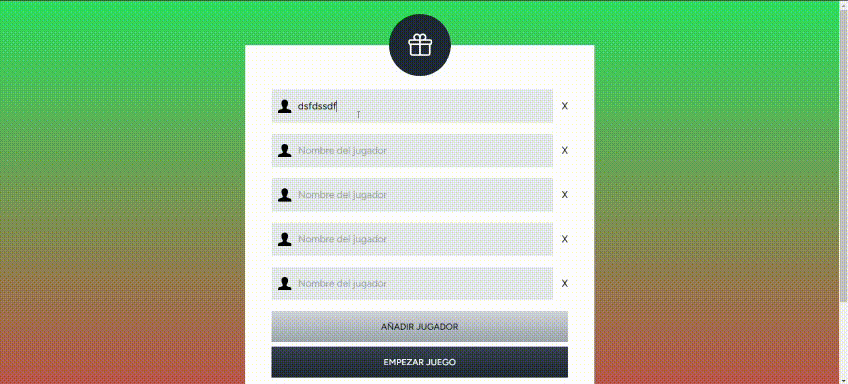 dsfdssdf X
Nombre del jugador X
Nombre del jugador X
Nombre del jugador X
Nombre del jugador X
AÑADIR JUGADOR
EMPEZAR JUEGO